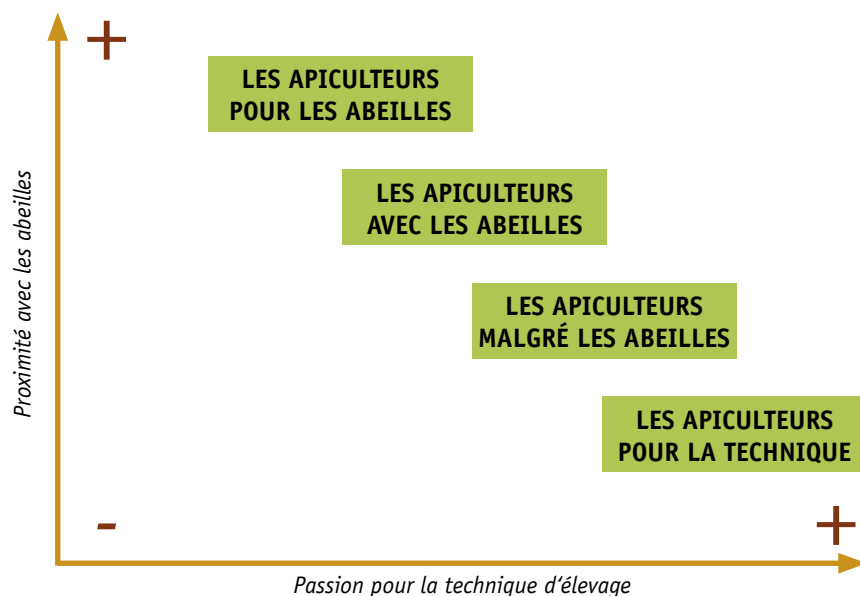 +
LES APICULTEURS
POUR LES ABEILLES
LES APICULTEURS
AVEC LES ABEILLES
Proximité avec les abeilles
LES APICULTEURS
MALGRÉ LES ABEILLES
LES APICULTEURS
POUR LA TECHNIQUE
-
+
Passion pour la technique d'élevage